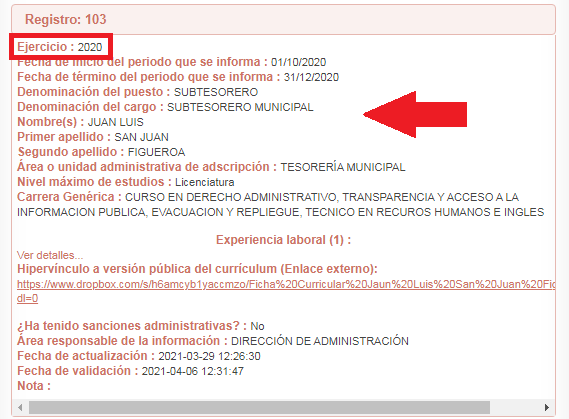 Registro: 103
Ejercicio : 2020
Fecha de inicio del periodo que se informa : 01/10/2020
Fecha de término del periodo que se informa : 31/12/2020
Denominación del puesto : SUBTESORERO
Denominación del cargo : SUBTESORERO MUNICIPAL
Nombre(s) : JUAN LUIS
Primer apellido : SAN JUAN
Segundo apellido : FIGUEROA
Área o unidad administrativa de adscripción : TESORERÍA MUNICIPAL
Nivel máximo de estudios : Licenciatura
Carrera Genérica : CURSO EN DERECHO ADMINISTRATIVO, TRANSPARENCIA Y ACCESO A LA
INFORMACION PUBLICA, EVACUACION Y REPLIEGUE, TECNICO EN RECUROS HUMANOS E INGLES
Experiencia laboral (1) :
Ver detalles...
Hipervínculo a versión pública del currículum (Enlace externo):
https://www.dropbox.com/s/h6amcyb1yaccmzo/Ficha%20Curricular%20Jaun%20Luis%20San%20Juan%20Fig
dl=0
¿Ha tenido sanciones administrativas? : No
Área responsable de la información : DIRECCIÓN DE ADMINISTRACIÓN
Fecha de actualización : 2021-03-29 12:26:30
Fecha de validación : 2021-04-06 12:31:47
Nota :